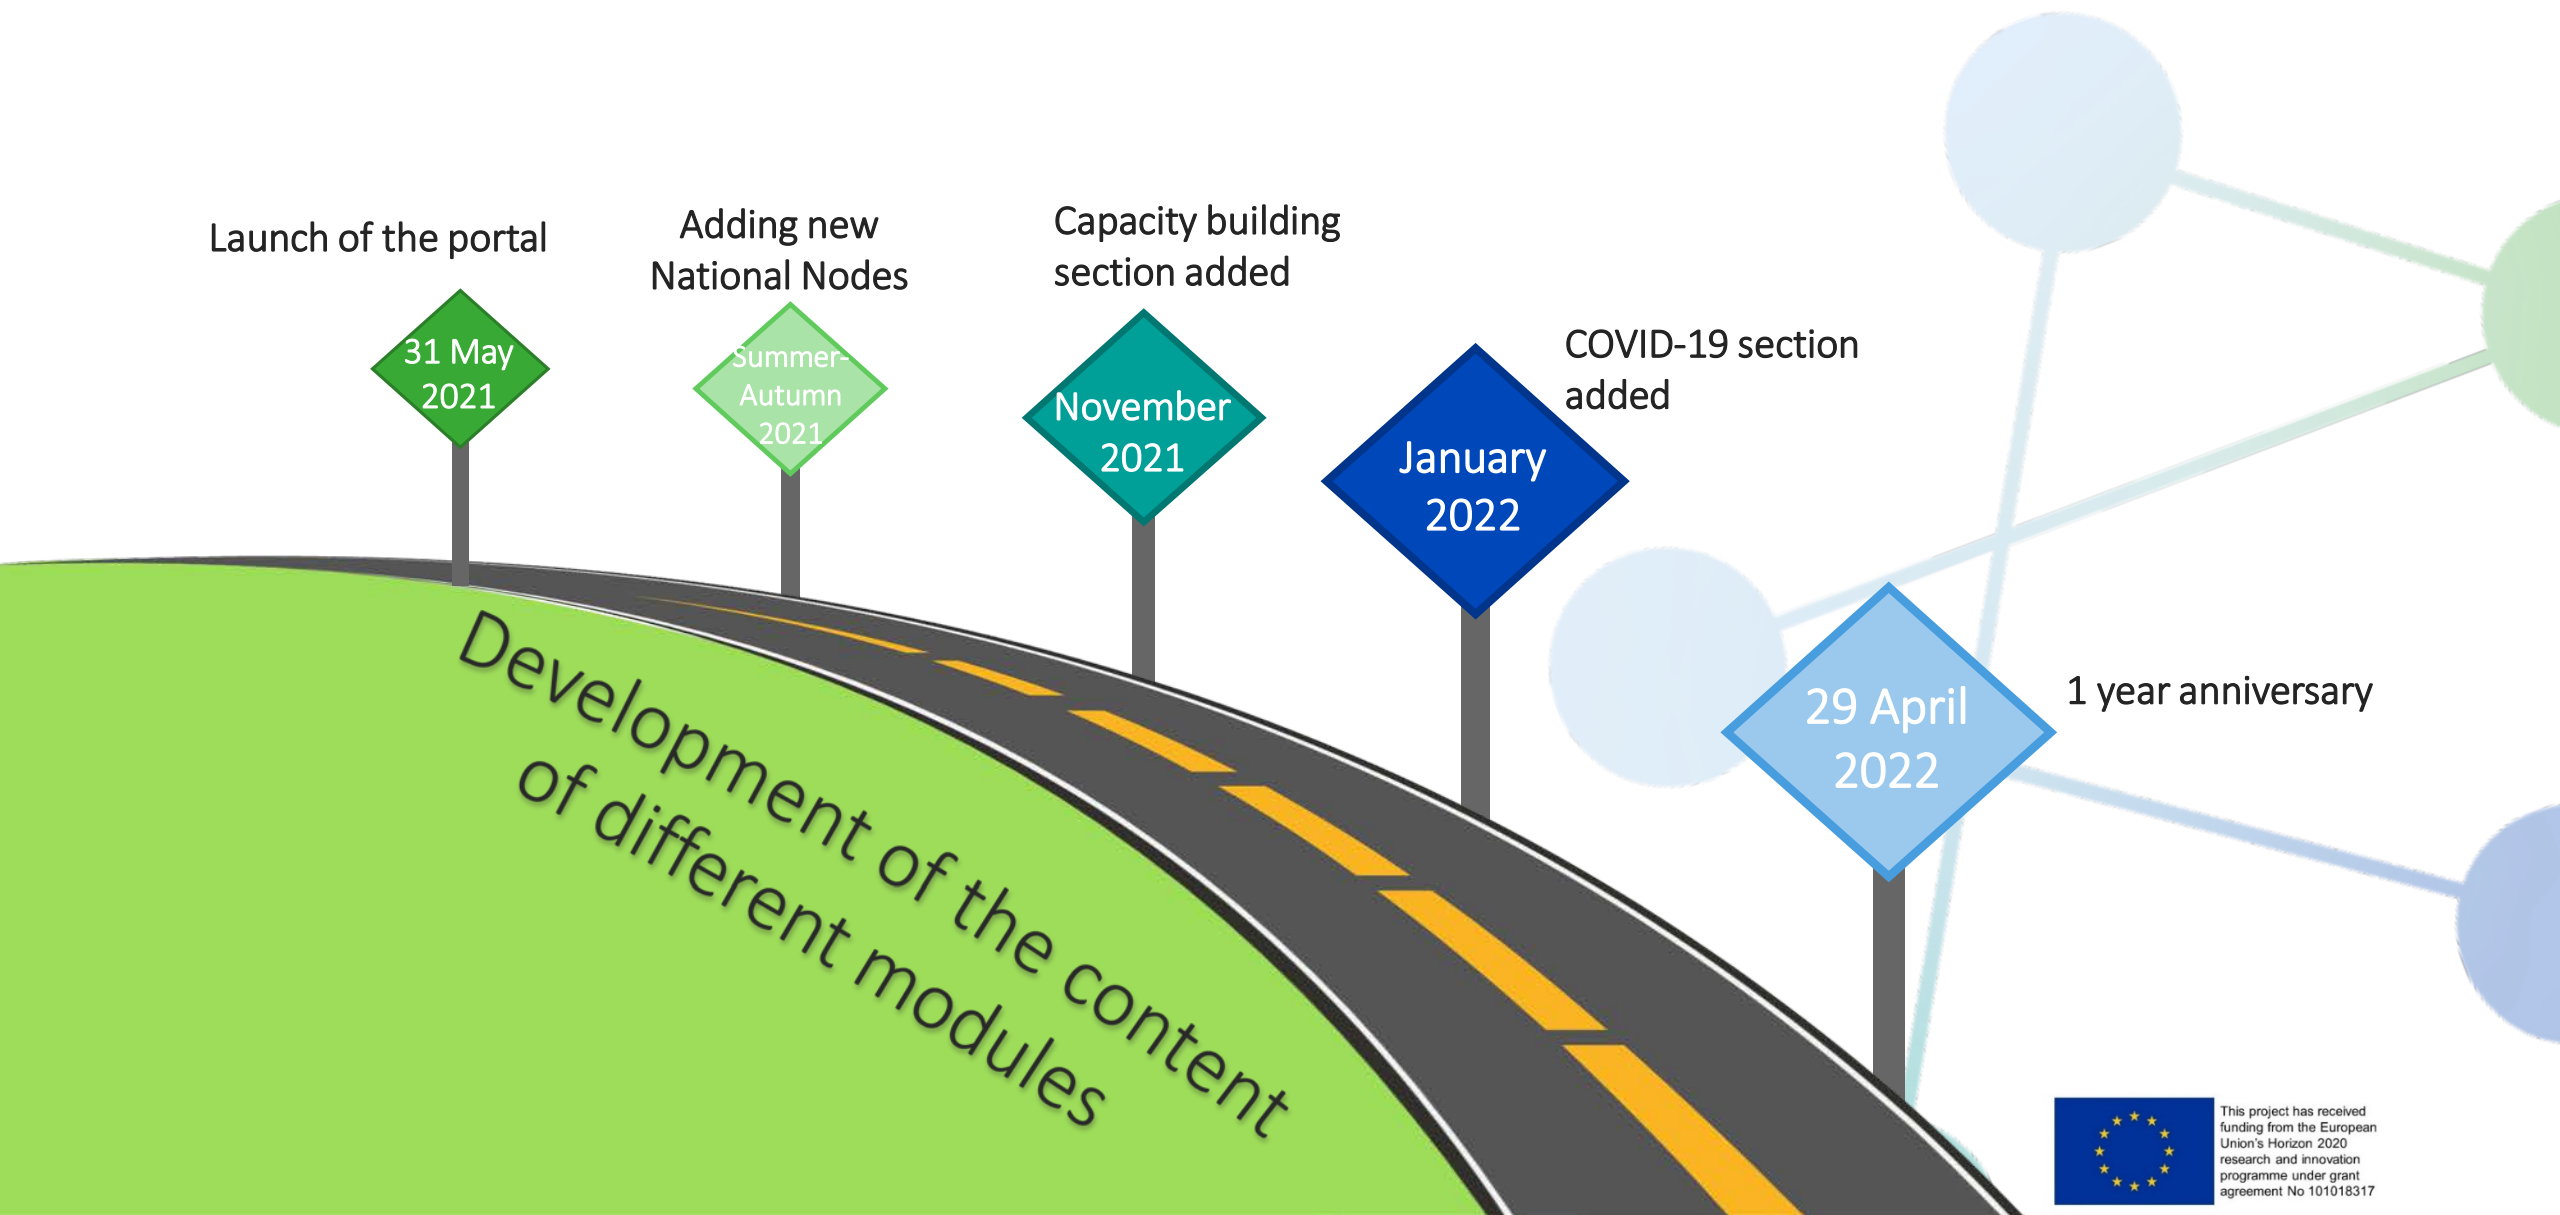 Launch of the portal
31 May
2021
Adding new
National Nodes
Summer-
Autumn
2021
Capacity building
section added
November
2021
COVID-19 section
added
January
2022
1 year anniversary
29 April
2022
Development of the content
of different modules
This project has received
funding from the European
Union's Horizon 2020
research and innovation
programme under grant
agreement No 101018317